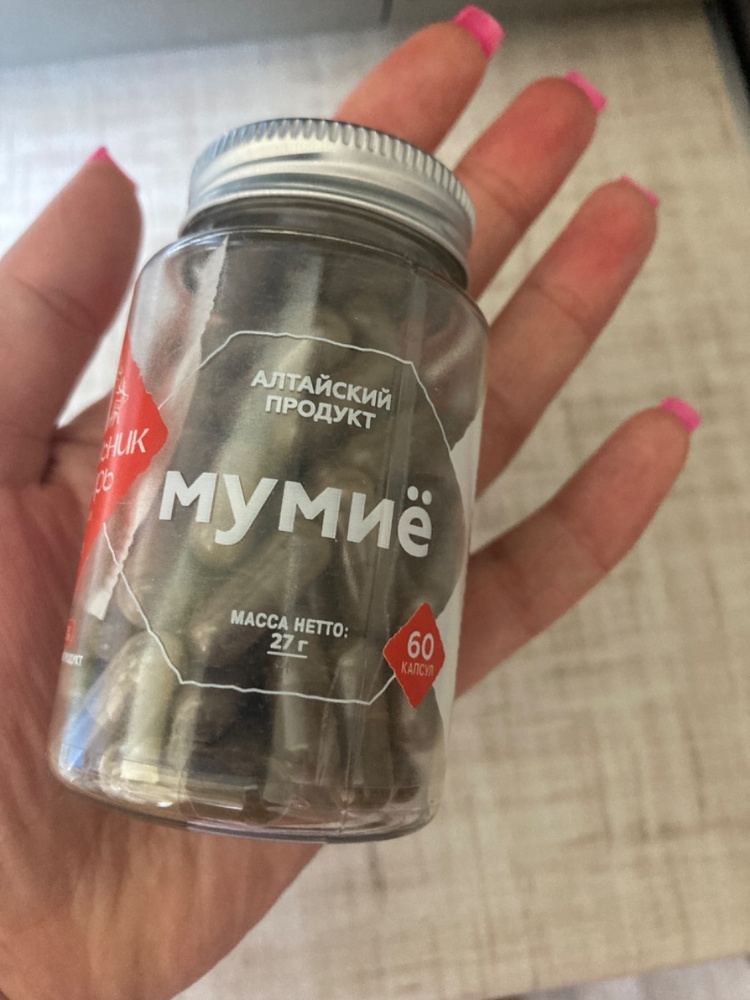 АЛТАЙСКИЙ
ПРОДУКТ
мумиё
МАССА НЕТТО:
27 г
60
КАПСУЛ